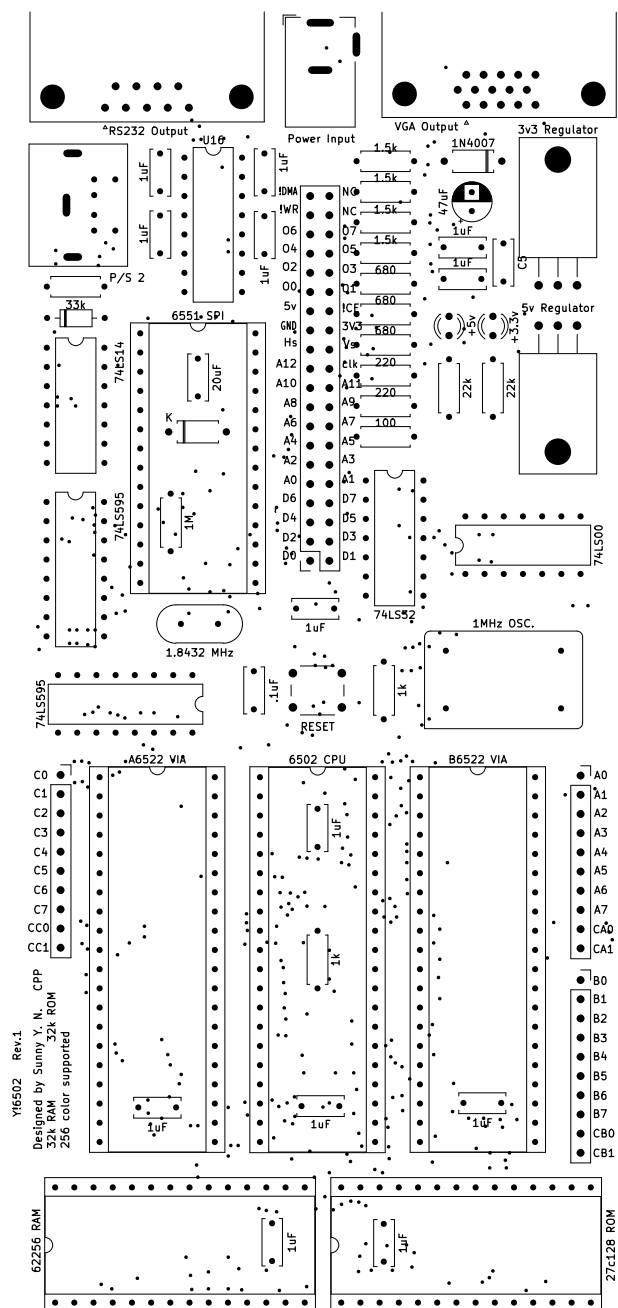 RS232 Output
Power Input
VGA Output
U16
1uF
1uF
1uF
1uF
P/S 2
33k
1.5k
1.5k
1.5k
1.5k
680
680
680
220
220
100
1N4007
3v3 Regulator
47uF
+
1uF
1uF
C5
5v Regulator
+5v
+3.3v
22k
22k
!DMA NC
!WR NC
O6 O7
O4 O5
O2 O3
O0 O1
5v !CE
GND 3V3
Hs Vs
A12 clk
A10 A11
A8 A9
A6 A7
A4 A5
A2 A3
A0 A1
D6 D7
D4 D5
D2 D3
D0 D1
6551 SPI
20uF
K
1M
74LS14
74LS595
1.8432 MHz
1uF
74LS52
74LS00
1MHz OSC.
74LS595
.1uF
RESET
1k
A6522 VIA
6502 CPU
B6522 VIA
C0
C1
C2
C3
C4
C5
C6
C7
CC0
CC1
1uF
1k
A0
A1
A2
A3
A4
A5
A6
A7
CA0
CA1
B0
B1
B2
B3
B4
B5
B6
B7
CB0
CB1
Y!6502 Rev.1
Designed by Sunny Y. N. CPP
32k RAM 32k ROM
256 color supported
1uF
1uF
1uF
62256 RAM
1uF
1uF
27c128 ROM